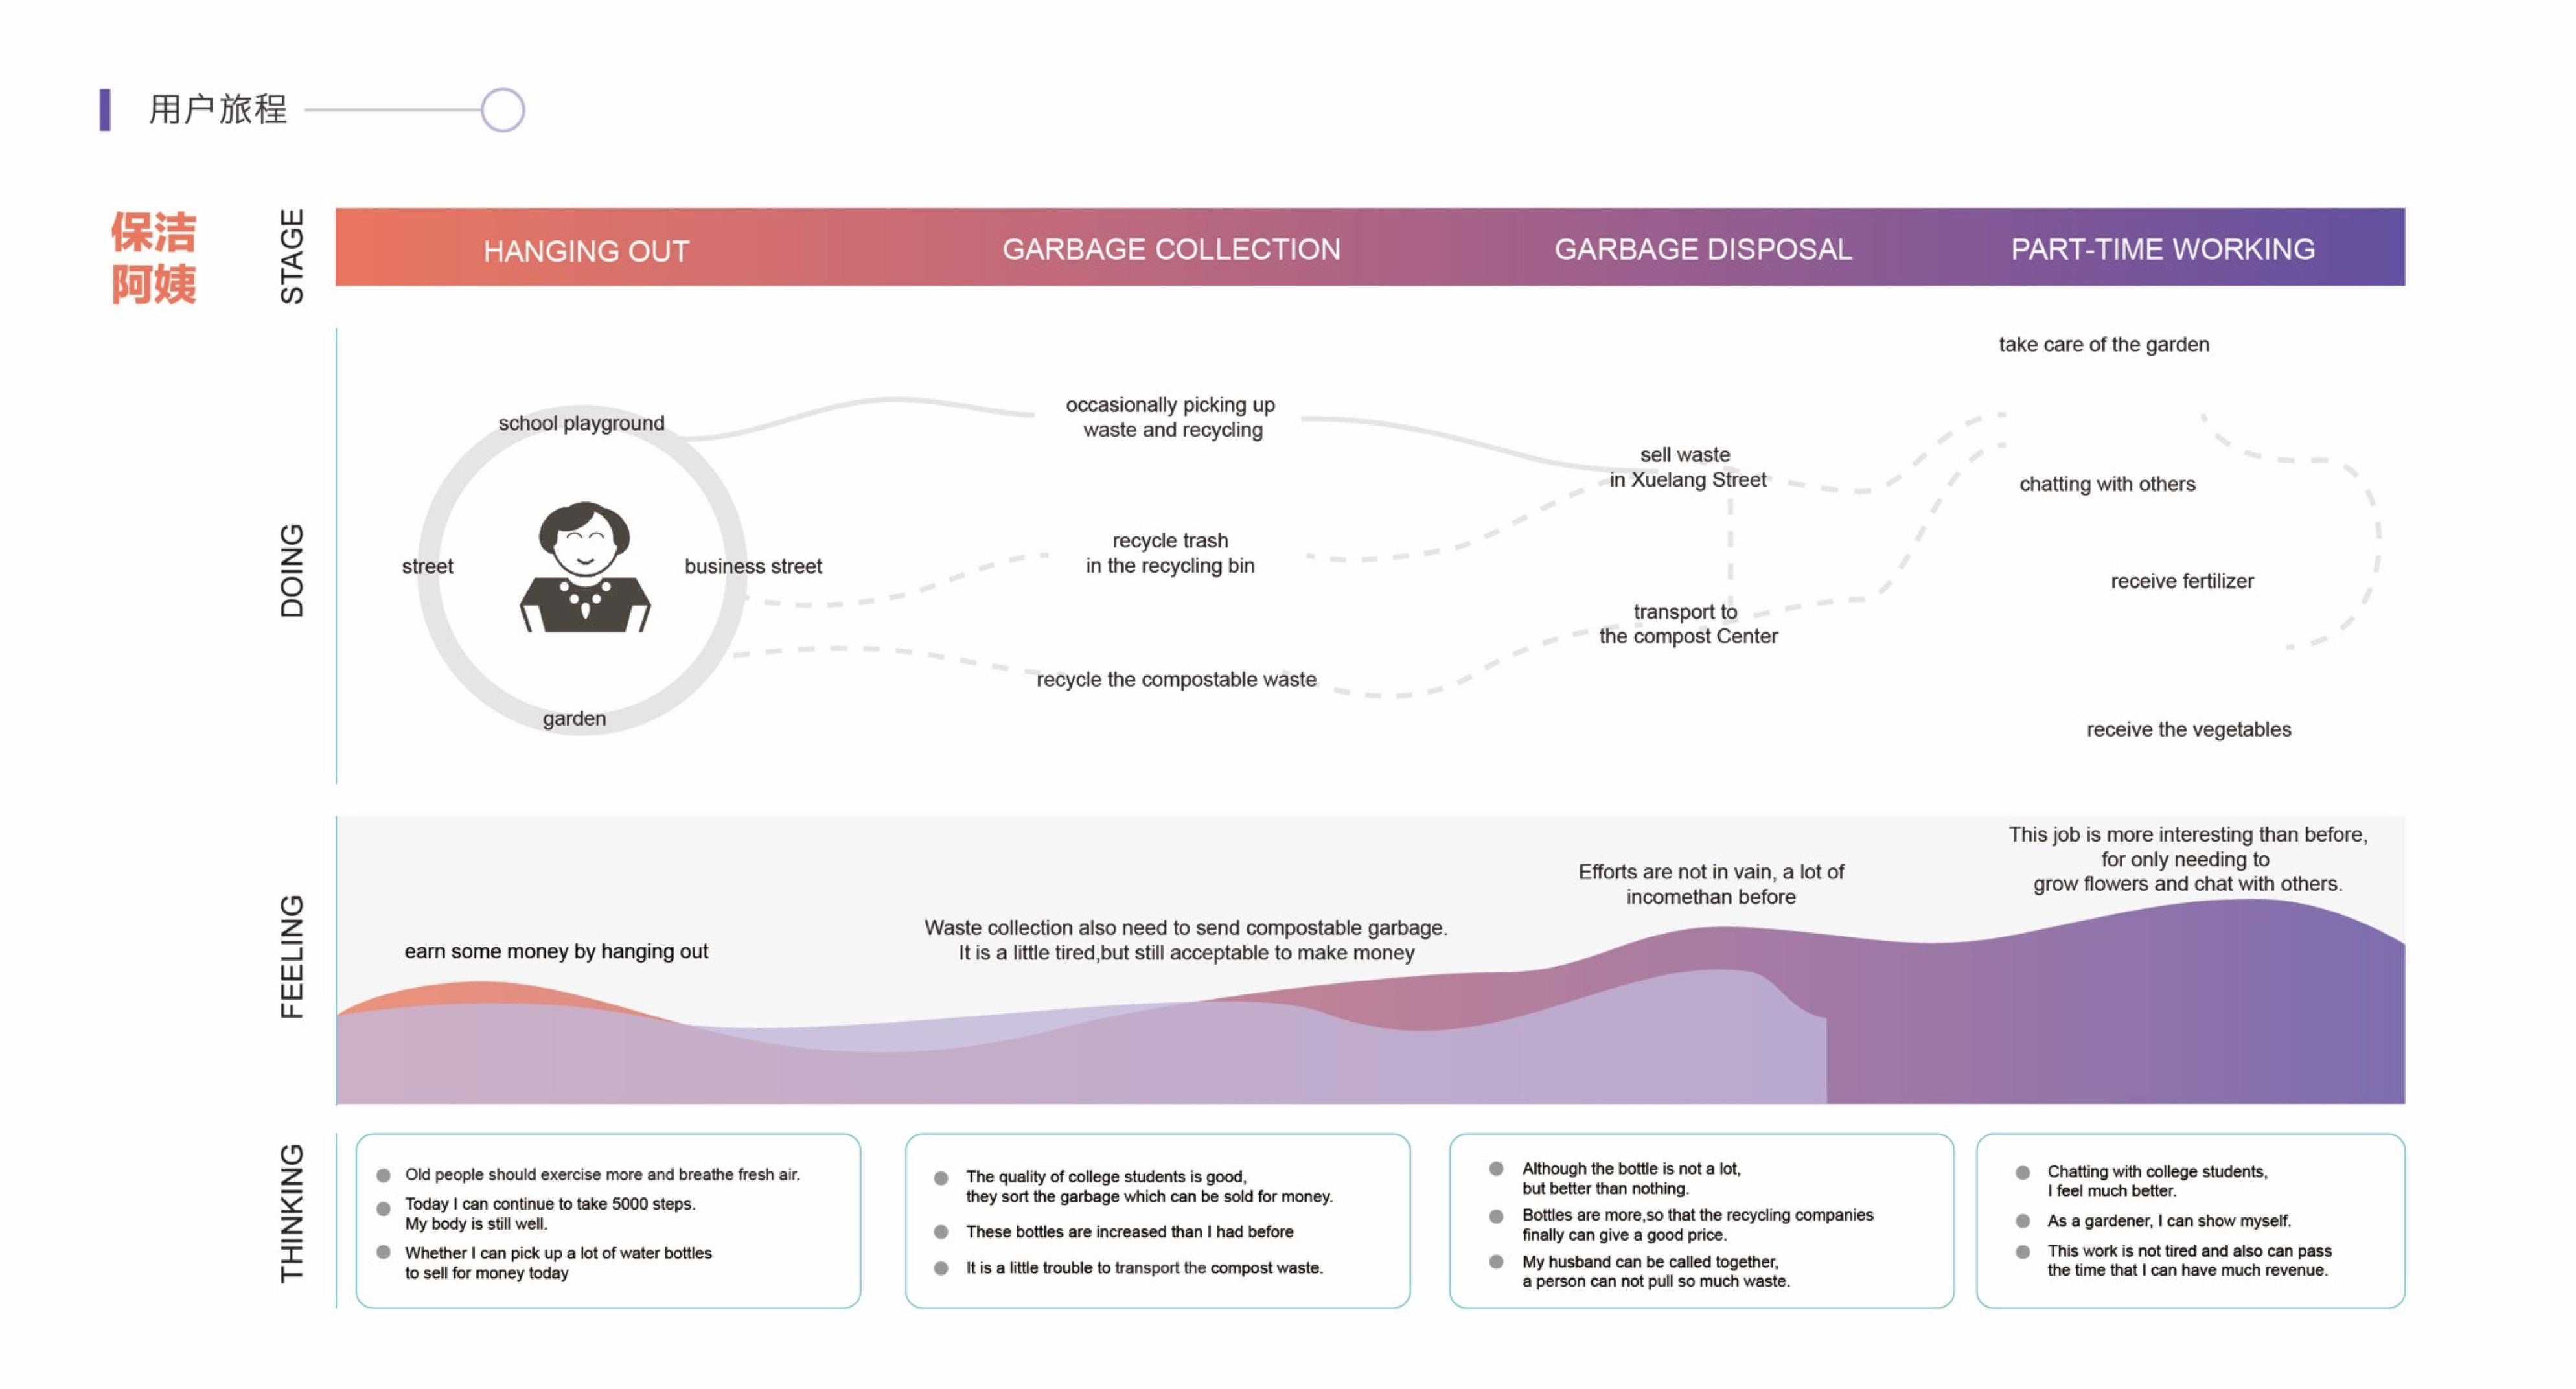 用户旅程
保洁
阿姨
STAGE
HANGING OUT
GARBAGE COLLECTION
GARBAGE DISPOSAL
PART-TIME WORKING
DOING
school playground
street
business street
garden
occasionally picking up
waste and recycling
recycle trash
in the recycling bin
recycle the compostable waste
sell waste
in Xuelang Street
transport to
the compost Center
take care of the garden
chatting with others
receive fertilizer
receive the vegetables
FEELING
earn some money by hanging out
Waste collection also need to send compostable garbage.
It is a little tired,but still acceptable to make money
Efforts are not in vain, a lot of
incomethan before
This job is more interesting than before,
for only needing to
grow flowers and chat with others.
THINKING
Old people should exercise more and breathe fresh air.
Today I can continue to take 5000 steps.
My body is still well.
Whether I can pick up a lot of water bottles
to sell for money today
The quality of college students is good,
they sort the garbage which can be sold for money.
These bottles are increased than I had before
It is a little trouble to transport the compost waste.
Although the bottle is not a lot,
but better than nothing.
Bottles are more,so that the recycling companies
finally can give a good price.
My husband can be called together,
a person can not pull so much waste.
Chatting with college students,
I feel much better.
As a gardener, I can show myself.
This work is not tired and also can pass
the time that I can have much revenue.